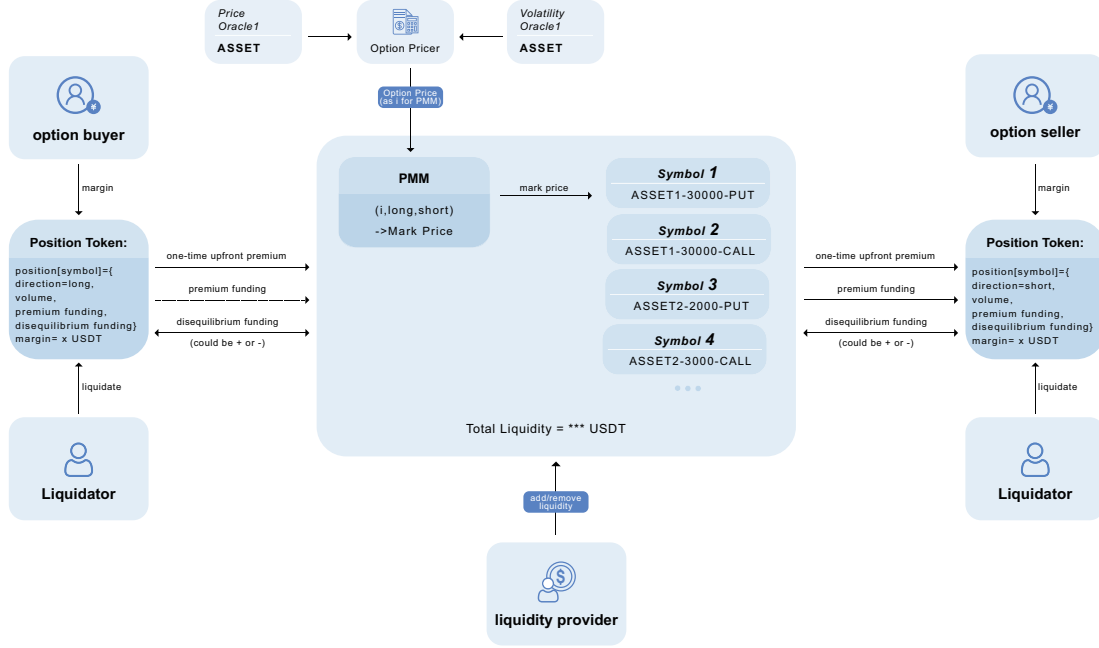 Price
Oracle1
ASSET
Option Pricer
Volatility
Oracle1
ASSET
Option Price
(as i for PMM)
¥
option buyer
margin
Position Token:
position[symbol]={
direction=long,
volume,
premium funding,
disequilibrium funding}
margin= x USDT
liquidate
Liquidator
one-time upfront premium
premium funding
disequilibrium funding
(could be + or -)
PMM
(i,long,short)
->Mark Price
mark price
Symbol 1
ASSET1-30000-PUT
Symbol 2
ASSET1-30000-CALL
Symbol 3
ASSET2-2000-PUT
Symbol 4
ASSET2-3000-CALL
Total Liquidity = *** USDT
add/remove
liquidity
$
liquidity provider
one-time upfront premium
premium funding
disequilibrium funding
(could be + or -)
¥
option seller
margin
Position Token:
position[symbol]={
direction=short,
volume,
premium funding,
disequilibrium funding}
margin= x USDT
liquidate
Liquidator